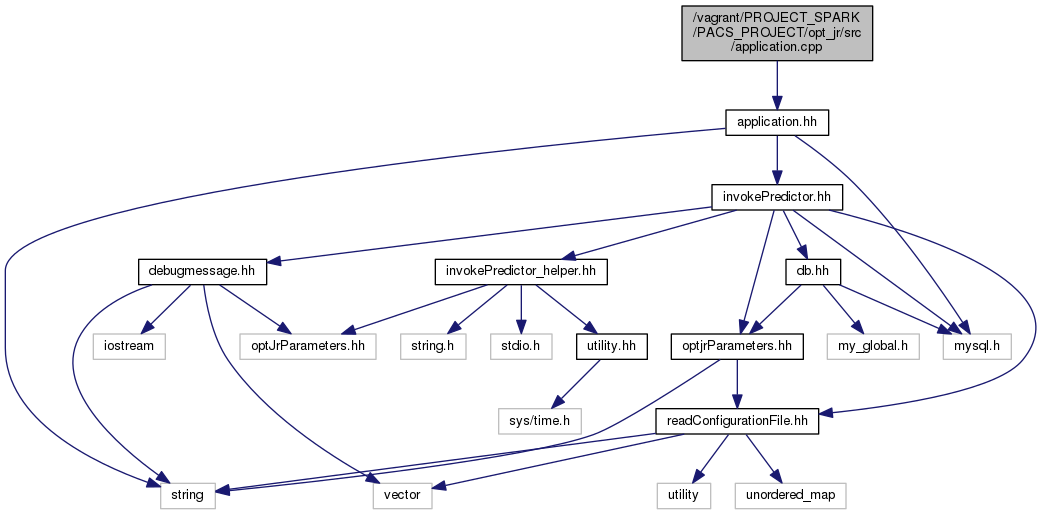 /vagrant/PROJECT_SPARK
/PACS_PROJECT/opt_jr/src
/application.cpp
application.hh
invokePredictor.hh
debugmessage.hh
invokePredictor_helper.hh
db.hh
iostream
optJrParameters.hh
string.h
stdio.h
utility.hh
optjrParameters.hh
my_global.h
mysql.h
sys/time.h
readConfigurationFile.hh
string
vector
utility
unordered_map